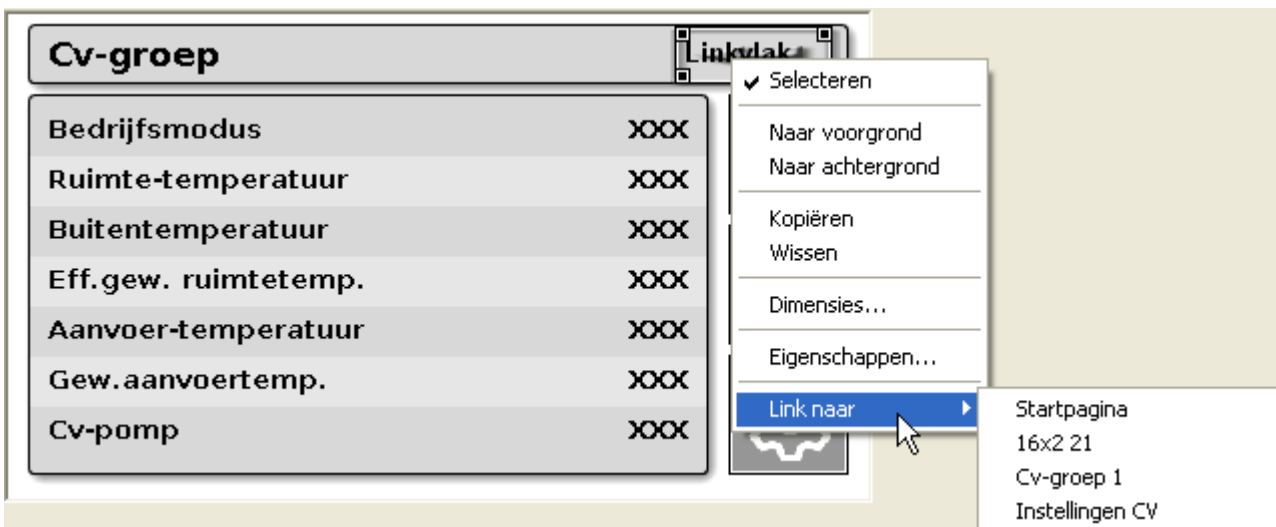 Cv-groep
Linkvlak
Bedrijfsmodus XXX
Ruimte-temperatuur XXX
Buitentemperatuur XXX
Eff.gew. ruimtetemp. XXX
Aanvoer-temperatuur XXX
Gew.aanvoertemp. XXX
Cv-pomp XXX
Selecteren
Naar voorgrond
Naar achtergrond
Kopiëren
Wissen
Dimensies...
Eigenschappen...
Link naar
Startpagina
16x2 21
Cv-groep 1
Instellingen CV